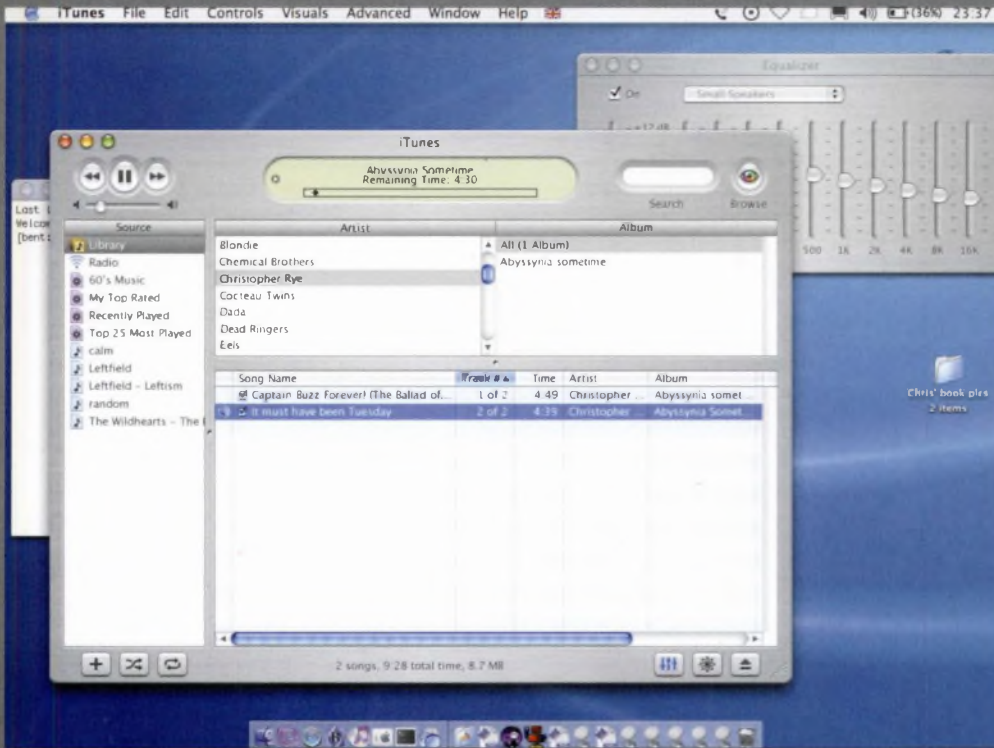 iTunes File Edit Controls Visuals Advanced Window Help (36%) 23:37
Equalizer
On Small Speakers
+12 dB
500 1K 2K 4K 8K 16K
iTunes
Abyssynia Sometime
Remaining Time: 4:30
Search Browse
Last
Welcom
[bent:
Source
Library
Radio
60's Music
My Top Rated
Recently Played
Top 25 Most Played
calm
Leftfield
Leftfield - Leftism
random
The Wildhearts - The
Artist Album
Blondie
Chemical Brothers
Christopher Rye
Cocteau Twins
Dada
Dead Ringers
Eels
All (1 Album)
Abyssynia sometime
Song Name Track # Time Artist Album
Captain Buzz Forever! (The Ballad of... 1 of 2 4:49 Christopher ... Abyssynia somet...
It must have been Tuesday 2 of 2 4:39 Christopher ... Abyssynia Somet...
2 songs, 9:28 total time, 8.7 MB
Chris' book pics
2 items